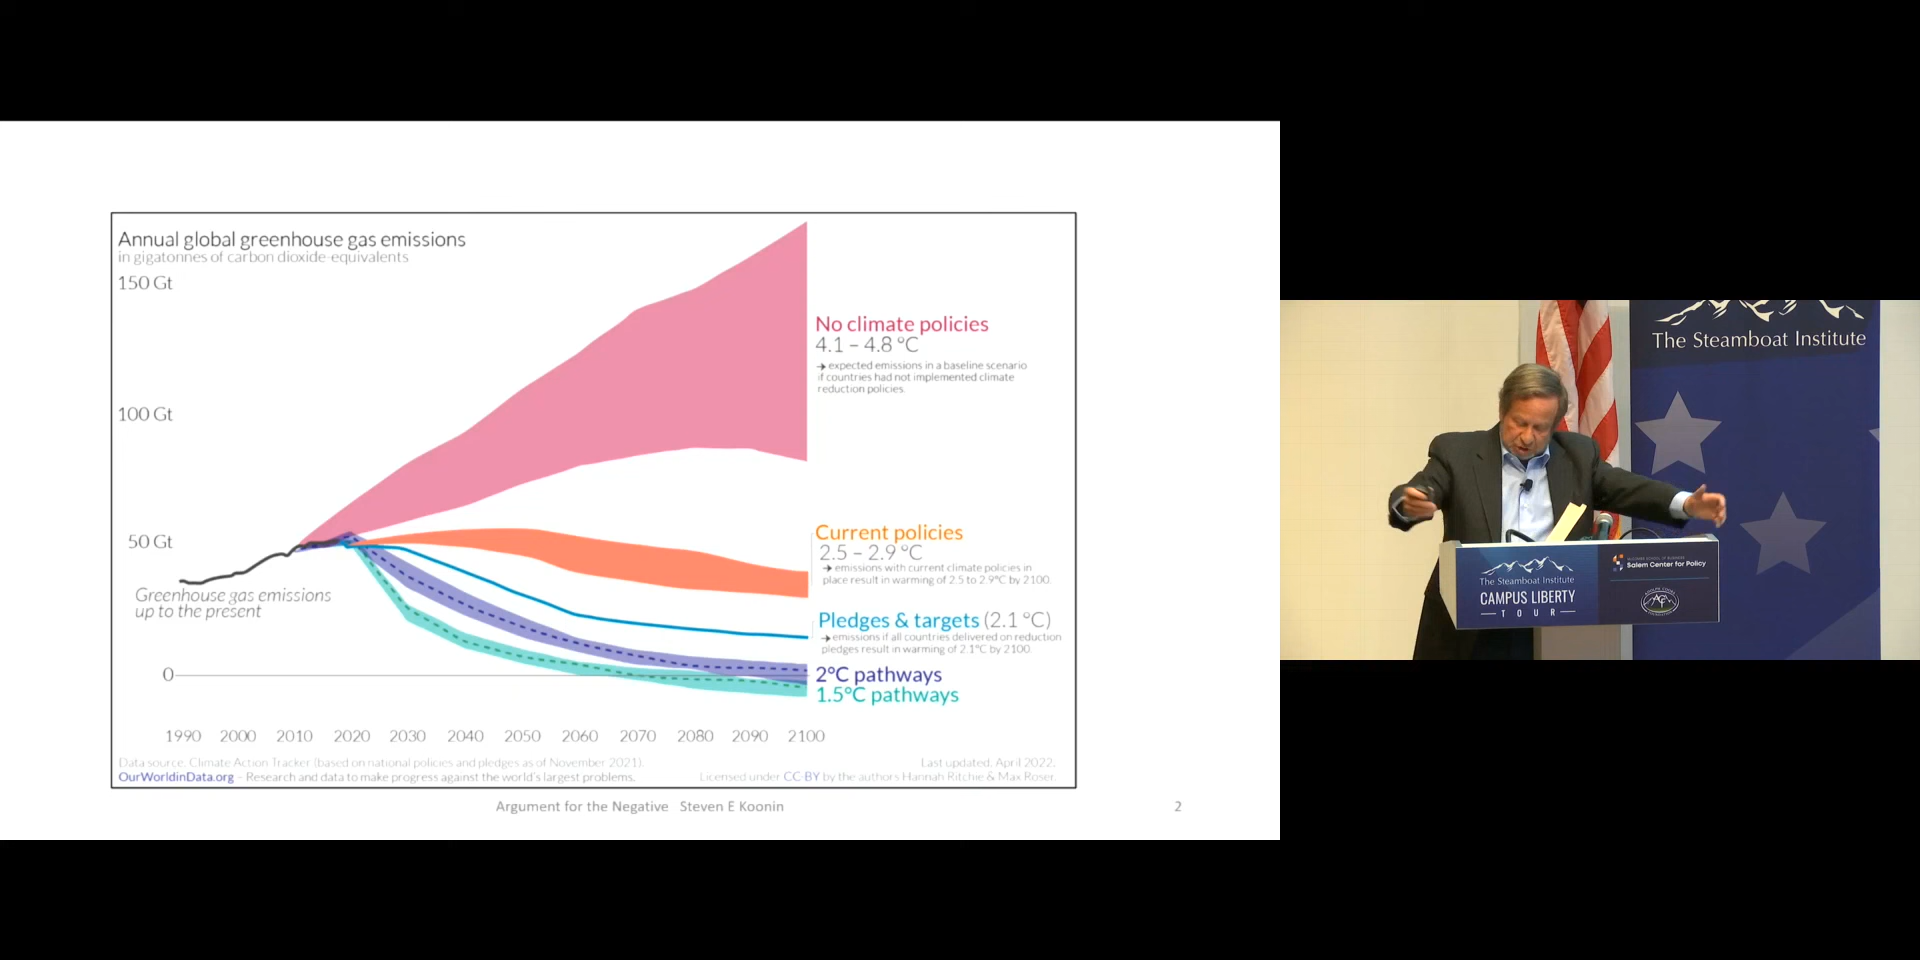 Annual global greenhouse gas emissions
in gigatonnes of carbon dioxide-equivalents
150 Gt
100 Gt
50 Gt
0
Greenhouse gas emissions
up to the present
No climate policies
4.1 – 4.8 °C
→ expected emissions in a baseline scenario
if countries had not implemented climate
reduction policies.
Current policies
2.5 – 2.9 °C
→ emissions with current climate policies in
place result in warming of 2.5 to 2.9°C by 2100.
Pledges & targets (2.1 °C)
→ emissions if all countries delivered on reduction
pledges result in warming of 2.1°C by 2100.
2°C pathways
1.5°C pathways
1990 2000 2010 2020 2030 2040 2050 2060 2070 2080 2090 2100
Data source: Climate Action Tracker (based on national policies and pledges as of November 2021).
Last updated: April 2022.
OurWorldinData.org – Research and data to make progress against the world's largest problems.
Licensed under CC-BY by the authors Hannah Ritchie & Max Roser.
Argument for the Negative Steven E Koonin
2
The Steamboat Institute
The Steamboat Institute
CAMPUS LIBERTY
TOUR
Salem Center for Policy